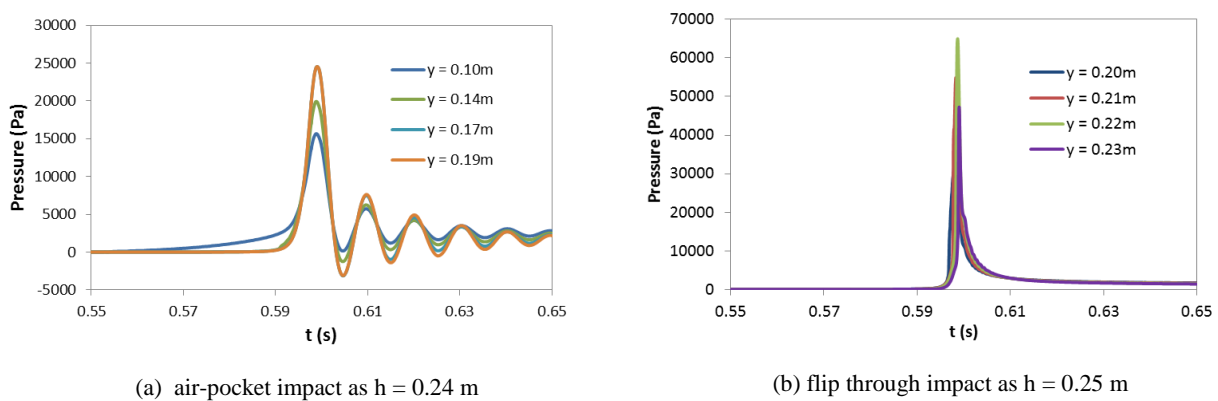 30000
25000
20000
15000
10000
5000
0
-5000
Pressure (Pa)
0.55 0.57 0.59 0.61 0.63 0.65
t (s)
y = 0.10m
y = 0.14m
y = 0.17m
y = 0.19m
(a) air-pocket impact as h = 0.24 m
70000
60000
50000
40000
30000
20000
10000
0
Pressure (Pa)
0.55 0.57 0.59 0.61 0.63 0.65
t (s)
y = 0.20m
y = 0.21m
y = 0.22m
y = 0.23m
(b) flip through impact as h = 0.25 m